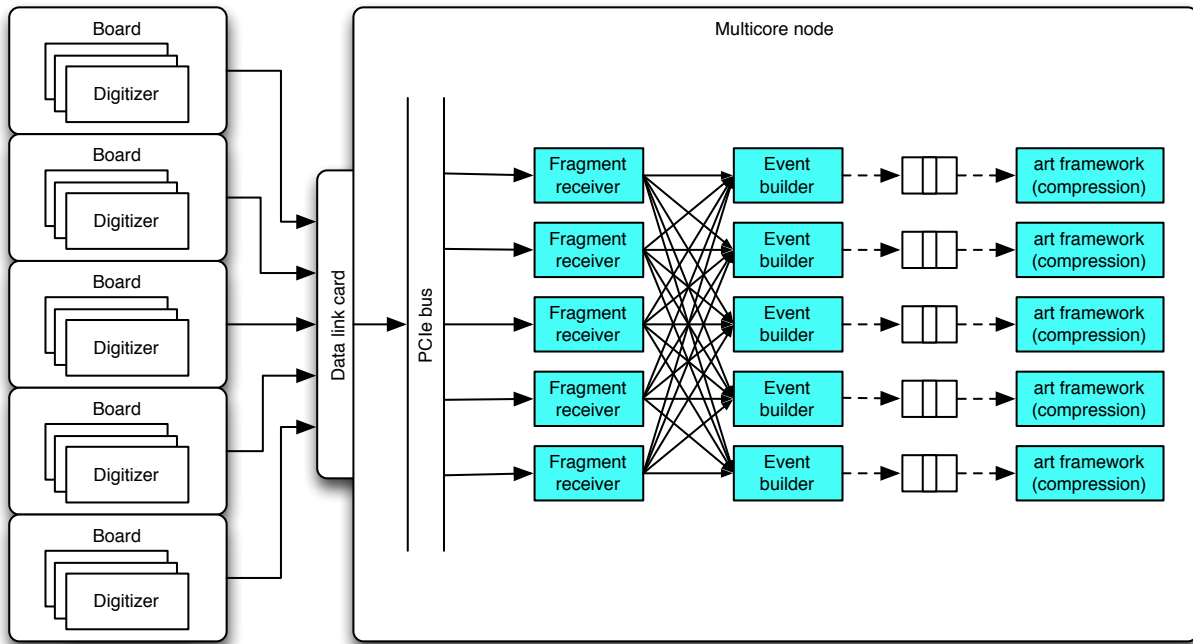 Board
Digitizer
Board
Digitizer
Board
Digitizer
Board
Digitizer
Board
Digitizer
Data link card
Multicore node
PCIe bus
Fragment
receiver
Event
builder
art framework
(compression)
Fragment
receiver
Event
builder
art framework
(compression)
Fragment
receiver
Event
builder
art framework
(compression)
Fragment
receiver
Event
builder
art framework
(compression)
Fragment
receiver
Event
builder
art framework
(compression)